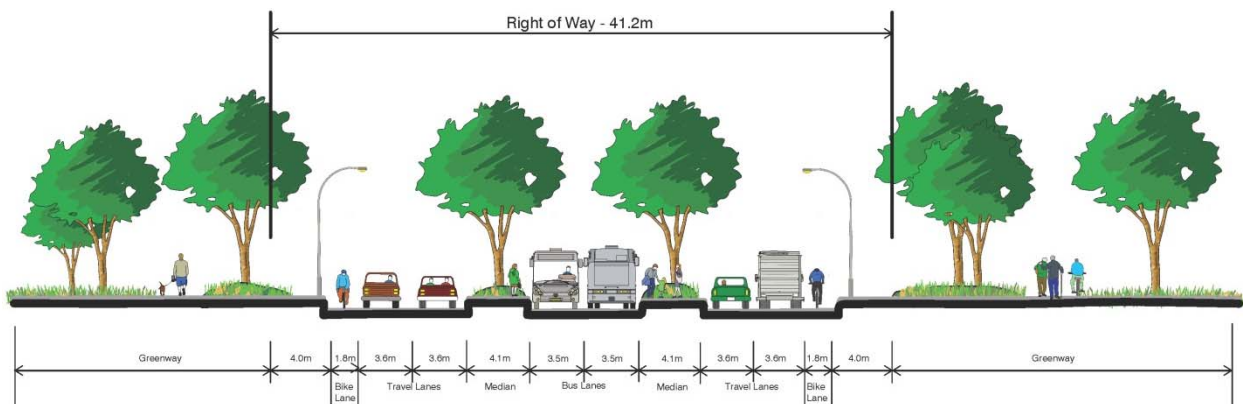 Right of Way - 41.2m
Greenway 4.0m 1.8m 3.6m 3.6m 4.1m 3.5m 3.5m 4.1m 3.6m 3.6m 1.8m 4.0m Greenway
Bike Lane Travel Lanes Median Bus Lanes Median Travel Lanes Bike Lane